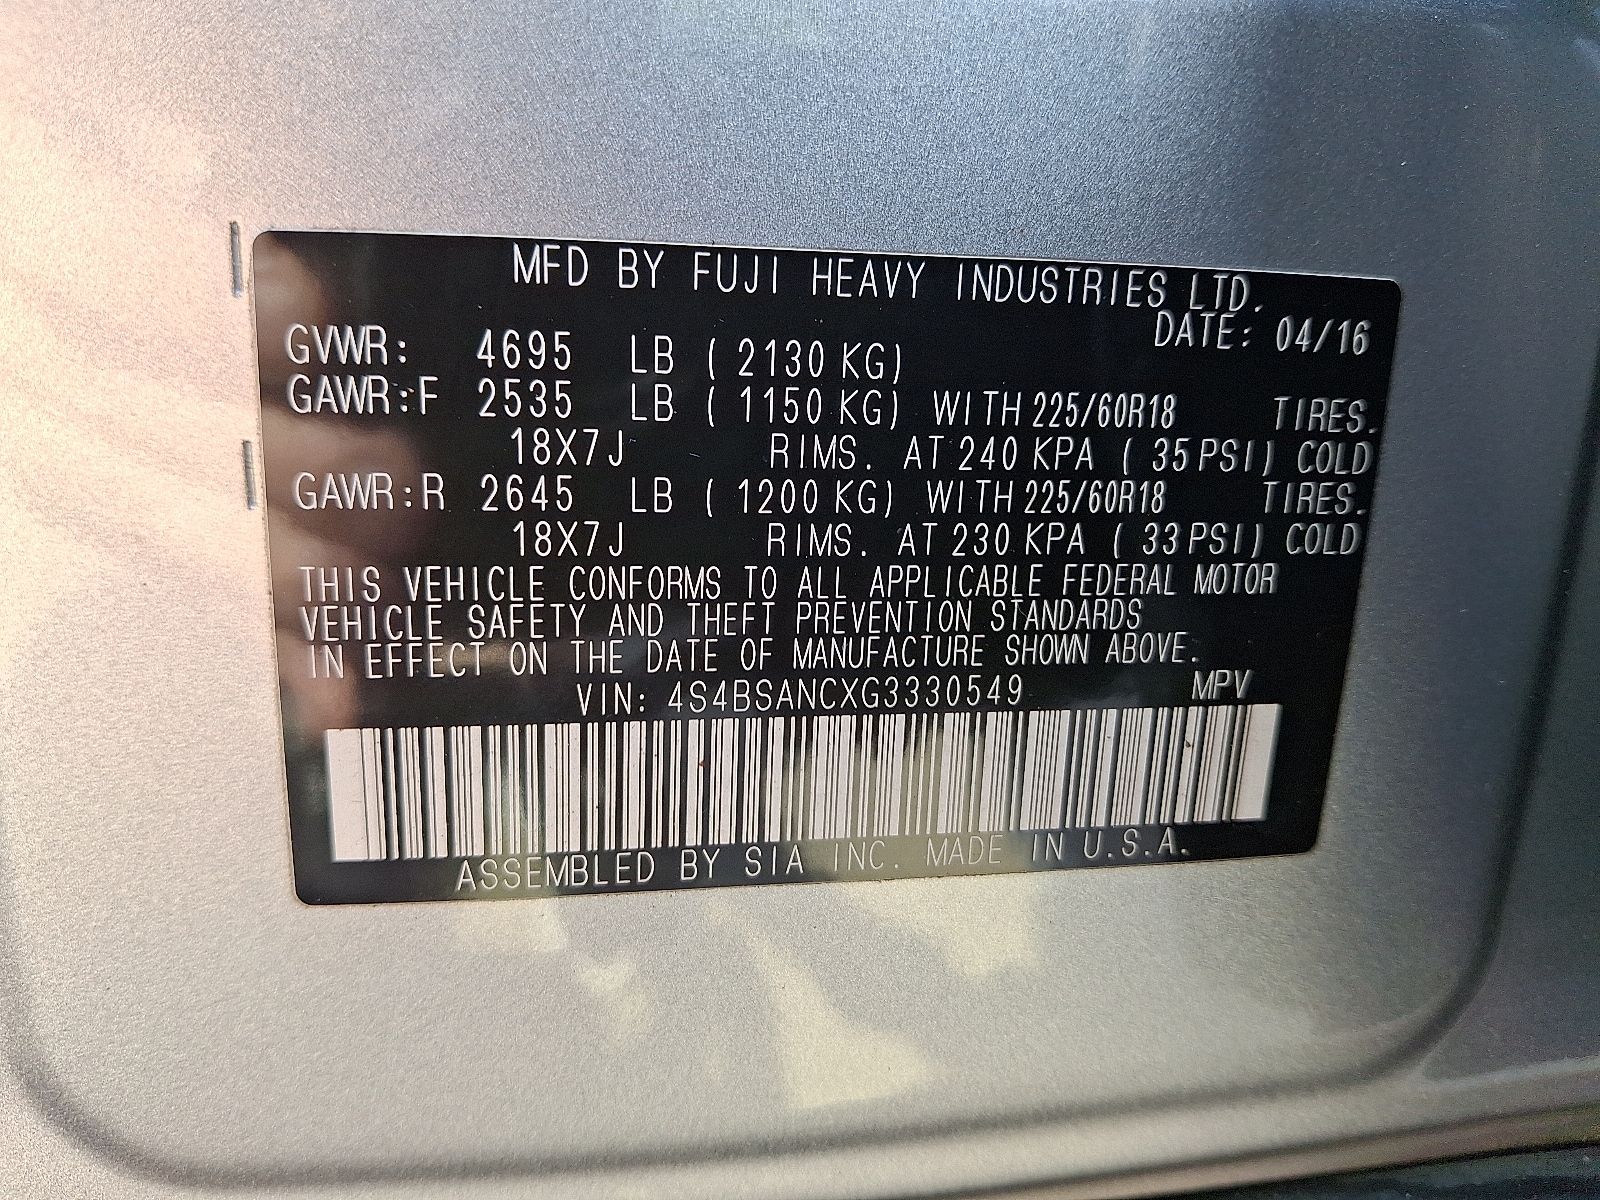 MFD BY FUJI HEAVY INDUSTRIES LTD.
DATE: 04/16
GVWR: 4695 LB ( 2130 KG)
GAWR:F 2535 LB ( 1150 KG) WITH 225/60R18 TIRES.
18X7J RIMS. AT 240 KPA ( 35 PSI) COLD
GAWR:R 2645 LB ( 1200 KG) WITH 225/60R18 TIRES.
18X7J RIMS. AT 230 KPA ( 33 PSI) COLD
THIS VEHICLE CONFORMS TO ALL APPLICABLE FEDERAL MOTOR
VEHICLE SAFETY AND THEFT PREVENTION STANDARDS
IN EFFECT ON THE DATE OF MANUFACTURE SHOWN ABOVE.
VIN: 4S4BSANCXG3330549 MPV
ASSEMBLED BY SIA INC. MADE IN U.S.A.